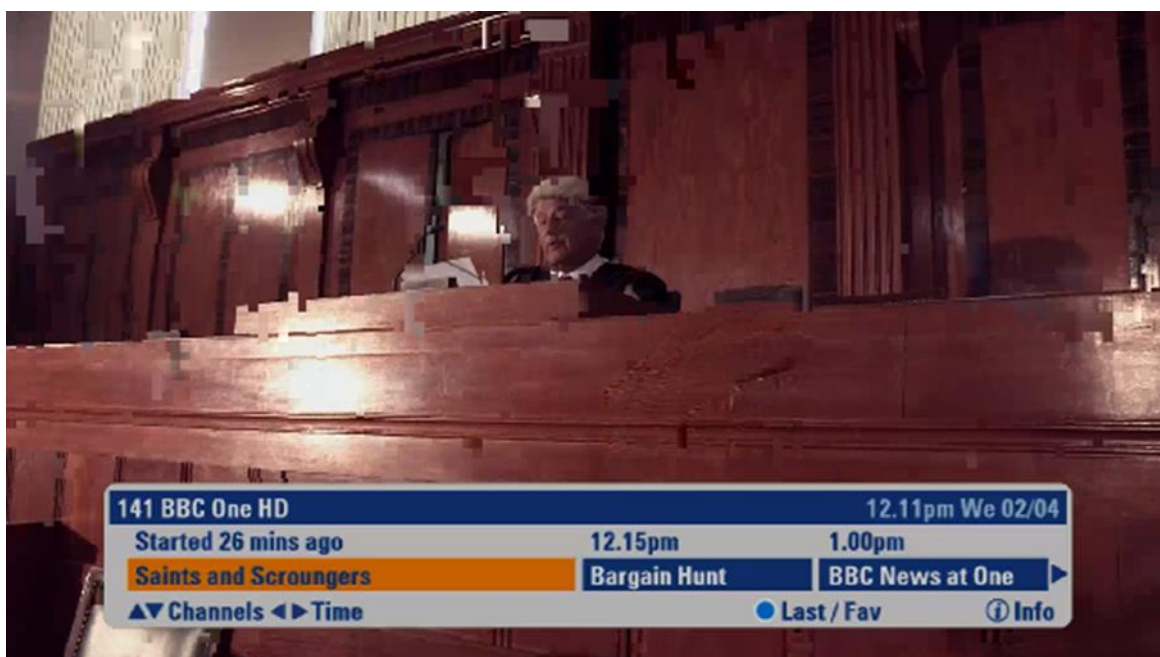 141 BBC One HD 12.11pm We 02/04
Started 26 mins ago 12.15pm 1.00pm
Saints and Scroungers Bargain Hunt BBC News at One ▶
▲▼ Channels ◀ ▶ Time Last / Fav ⓘ Info